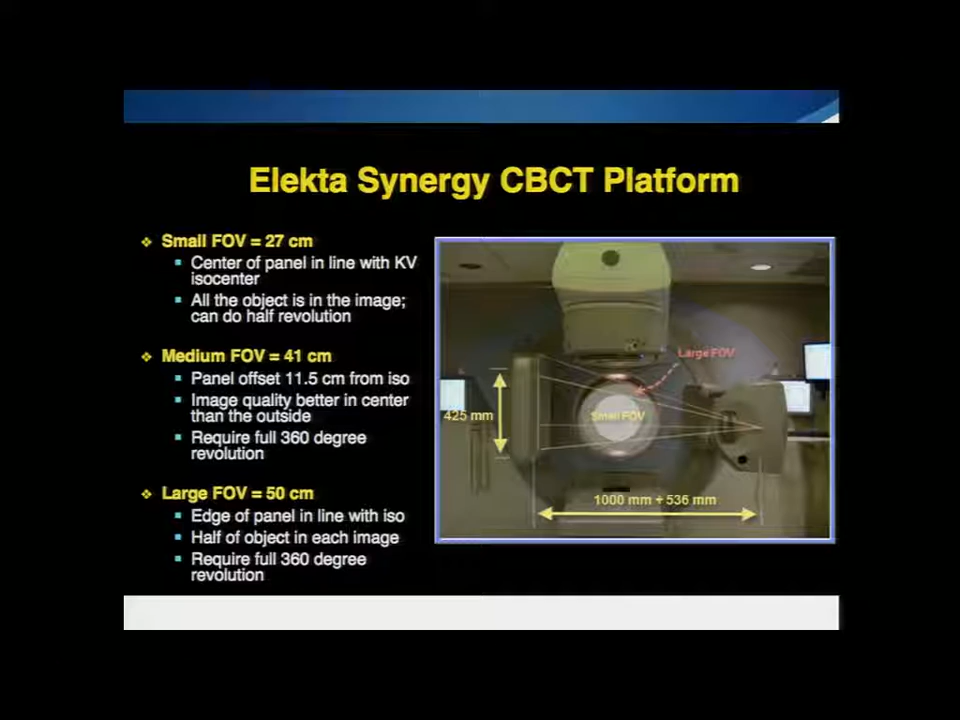 Elekta Synergy CBCT Platform
❖ Small FOV = 27 cm
▪ Center of panel in line with KV
isocenter
▪ All the object is in the image;
can do half revolution
❖ Medium FOV = 41 cm
▪ Panel offset 11.5 cm from iso
▪ Image quality better in center
than the outside
▪ Require full 360 degree
revolution
❖ Large FOV = 50 cm
▪ Edge of panel in line with iso
▪ Half of object in each image
▪ Require full 360 degree
revolution
Large FOV
425 mm
Small FOV
1000 mm + 536 mm